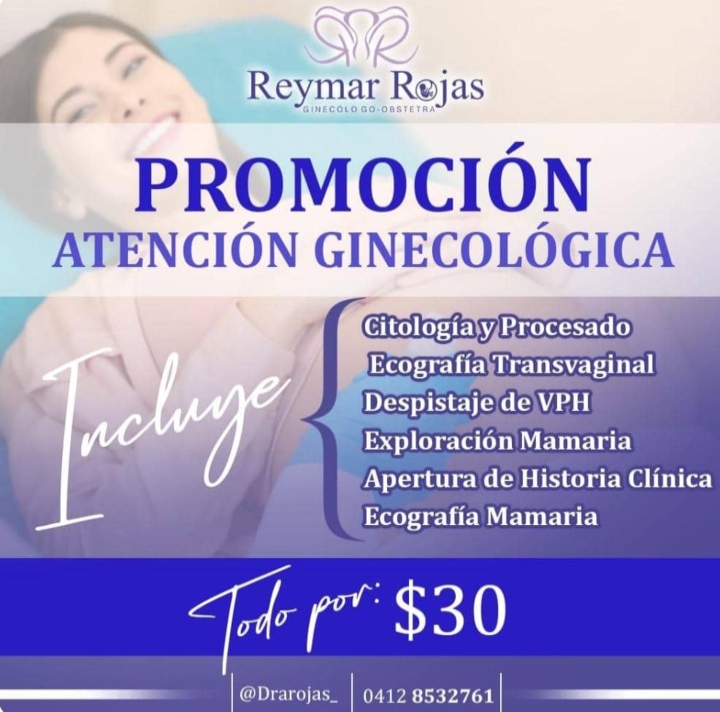 Reymar Rojas
GINECÓLOGO-OBSTETRA
PROMOCIÓN
ATENCIÓN GINECOLÓGICA
Incluye
Citología y Procesado
Ecografía Transvaginal
Despistaje de VPH
Exploración Mamaria
Apertura de Historia Clínica
Ecografía Mamaria
Todo por: $30
@Drarojas_ 0412 8532761